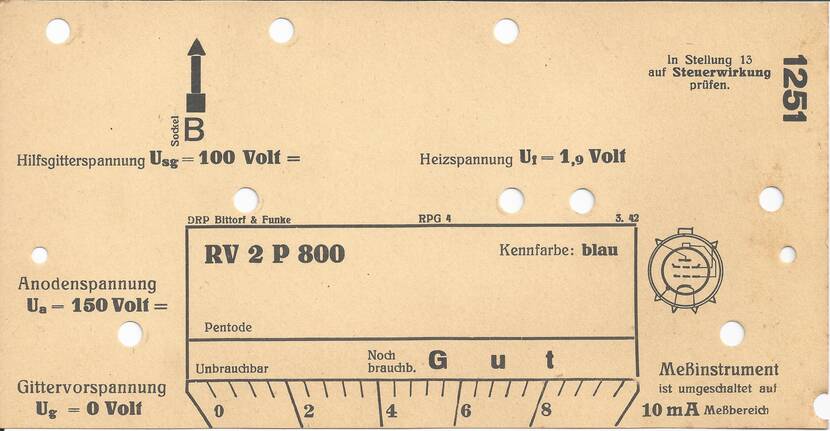 In Stellung 13
auf Steuerwirkung
prüfen.
1251
Sockel
B
Hilfsgitterspannung Usg = 100 Volt =
Heizspannung Uf = 1,9 Volt
DRP Bittorf & Funke RPG 4 3. 42
RV 2 P 800 Kennfarbe: blau
Anodenspannung
Ua = 150 Volt =
Pentode
Unbrauchbar Noch brauchb. Gut
Gittervorspannung
Ug = 0 Volt
0 2 4 6 8
Meßinstrument
ist umgeschaltet auf
10 mA Meßbereich